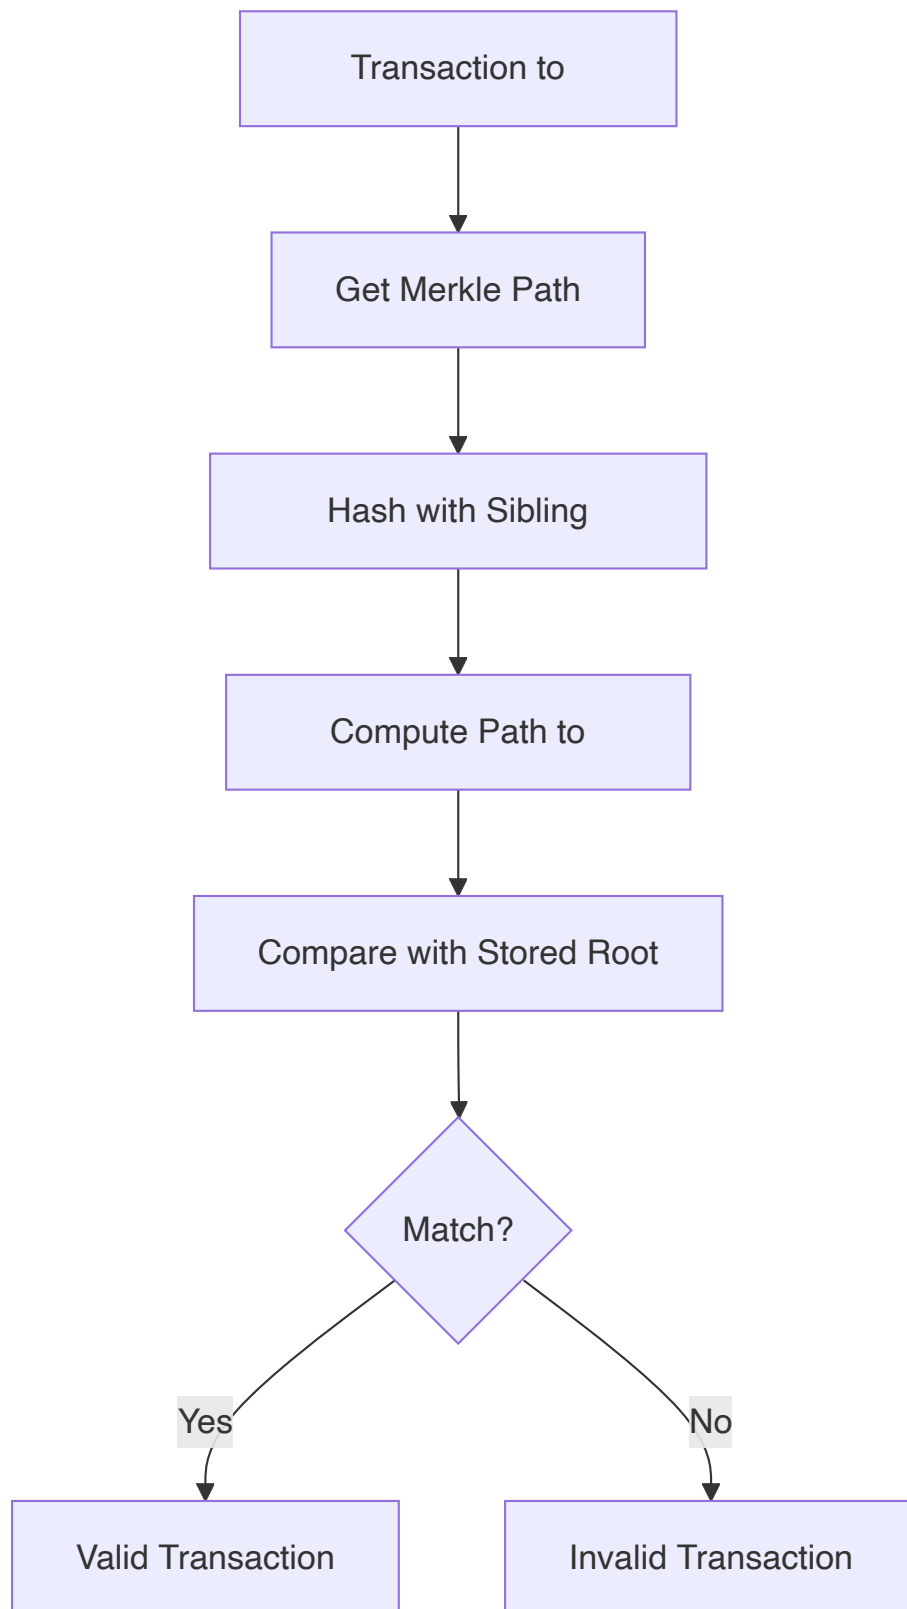 Transaction to
Get Merkle Path
Hash with Sibling
Compute Path to
Compare with Stored Root
Match?
Yes
No
Valid Transaction
Invalid Transaction